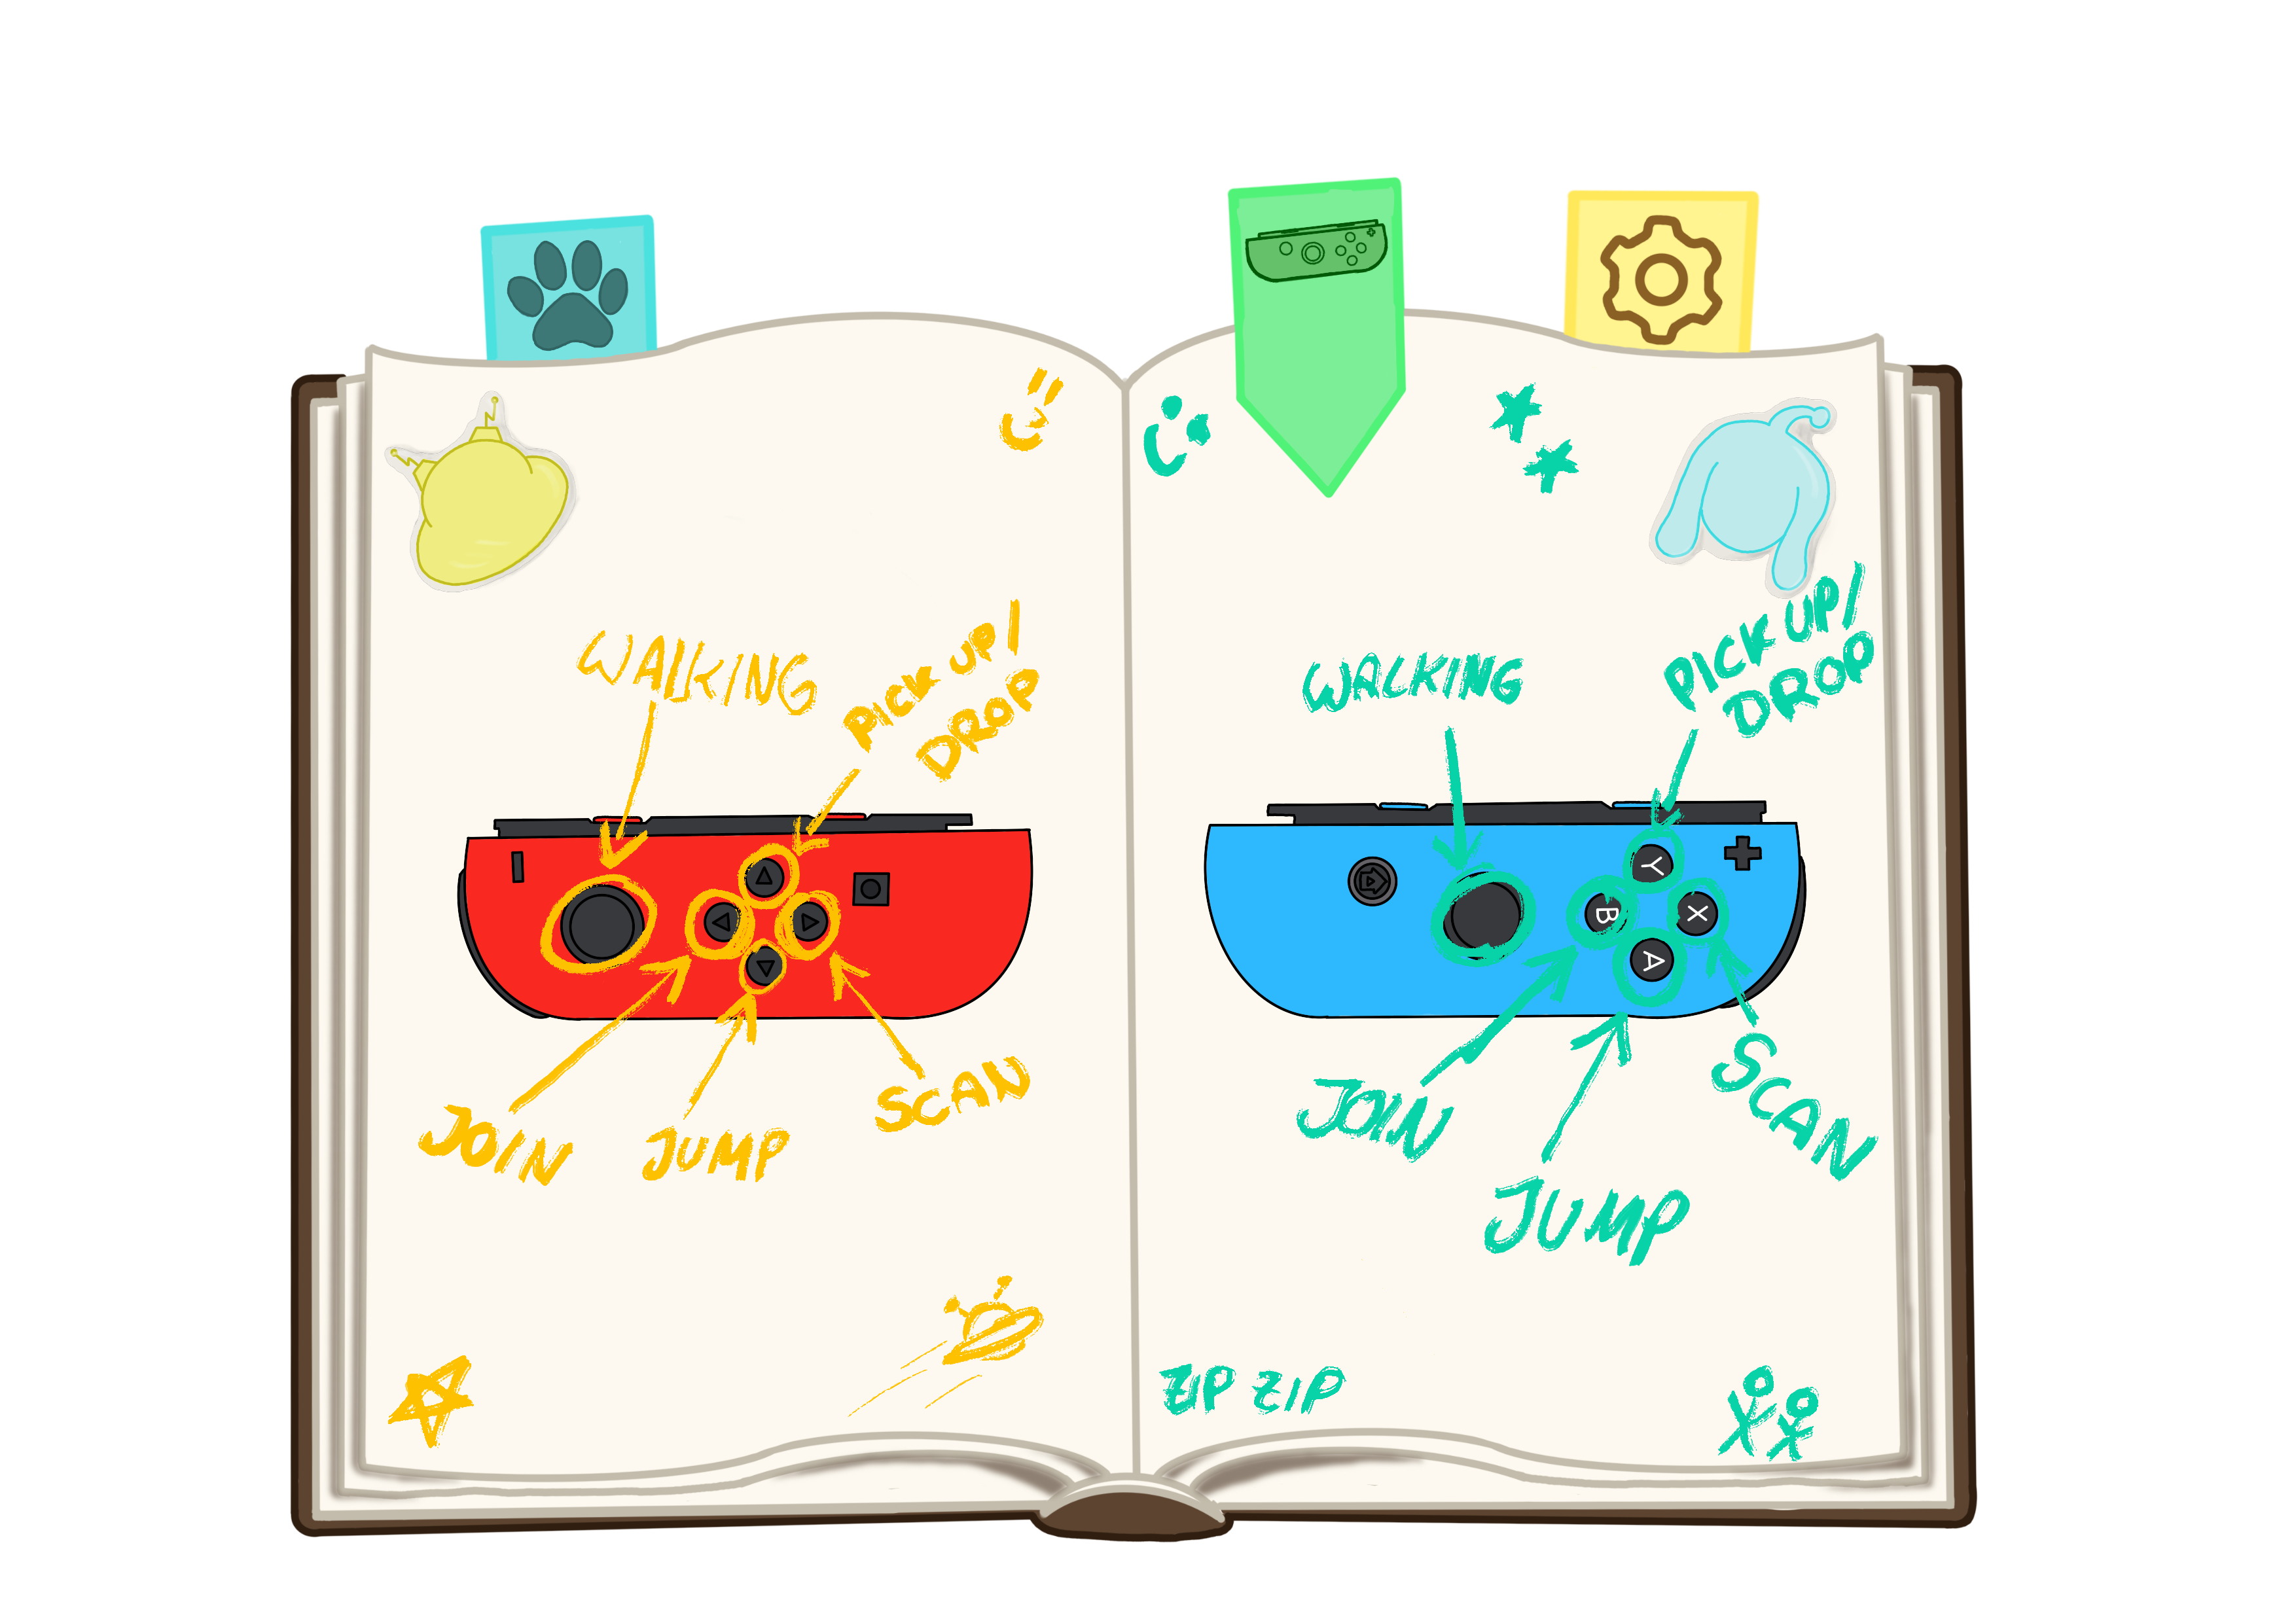 WALKING
PICK UP/
DROP
JOIN
JUMP
SCAN
WALKING
PICK UP/
DROP
Y
B
X
A
JOIN
JUMP
SCAN
ZIP ZIP